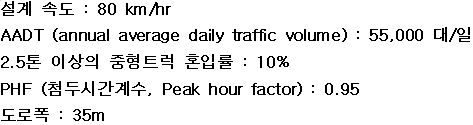 설계 속도 : 80 km/hr
AADT (annual average daily traffic volume) : 55,000 대/일
2.5톤 이상의 중형트럭 혼입률 : 10%
PHF (첨두시간계수, Peak hour factor) : 0.95
도로폭 : 35m